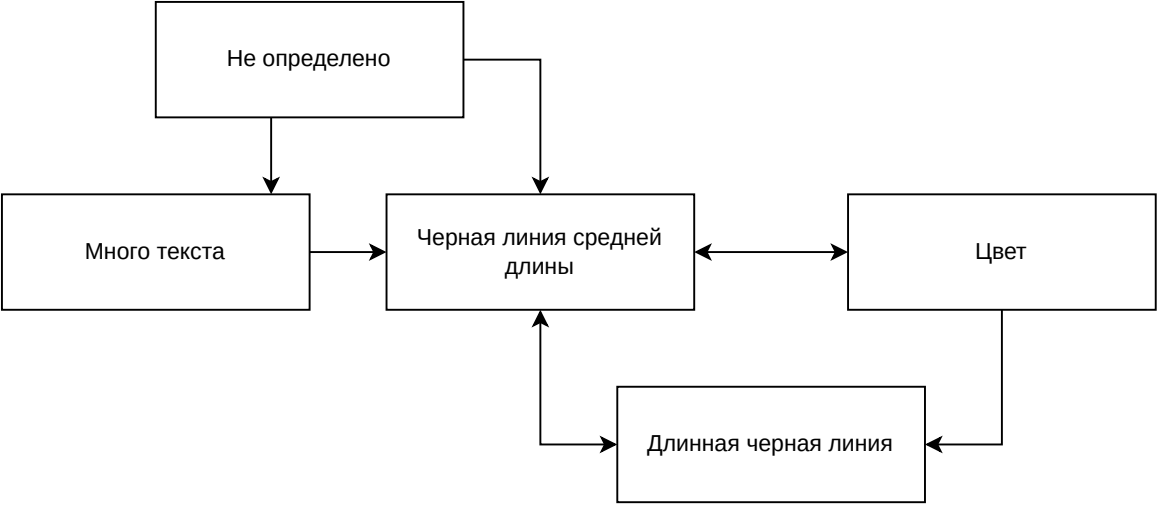 Не определено
Много текста
Черная линия средней
длины
Цвет
Длинная черная линия